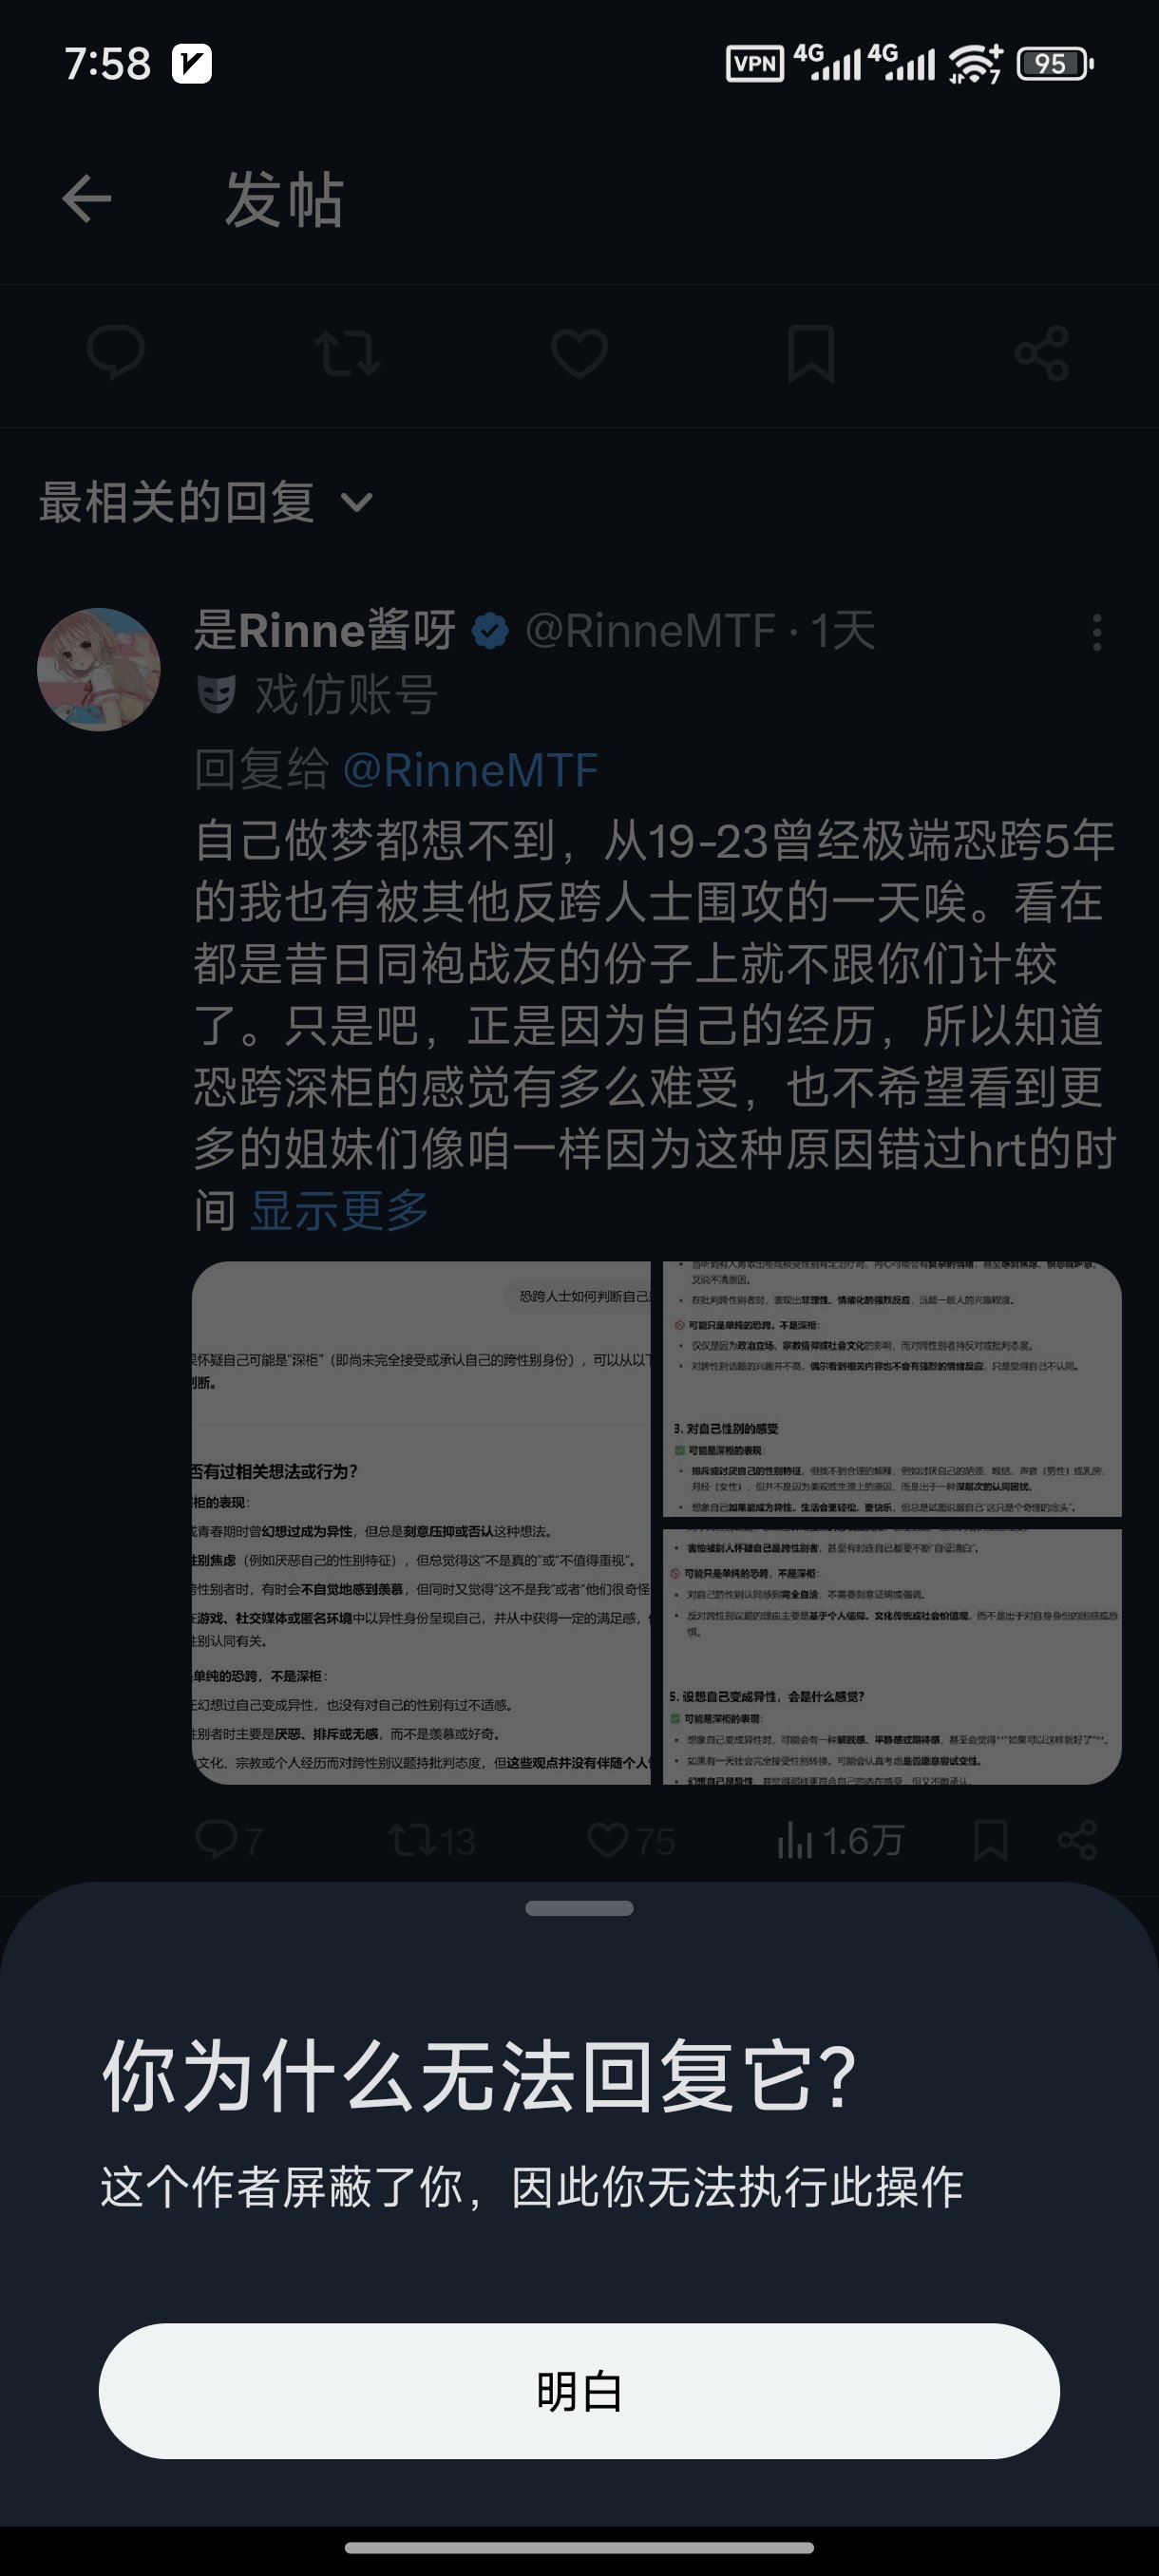 7:58
VPN 4G 4G 7 95
发帖
最相关的回复
是Rinne酱呀 @RinneMTF · 1天
戏仿账号
回复给 @RinneMTF
自己做梦都想不到，从19-23曾经极端恐跨5年
的我也有被其他反跨人士围攻的一天唉。看在
都是昔日同袍战友的份子上就不跟你们计较
了。只是吧，正是因为自己的经历，所以知道
恐跨深柜的感觉有多么难受，也不希望看到更
多的姐妹们像咱一样因为这种原因错过hrt的时
间 显示更多
恐跨人士如何判断自己
怀疑自己可能是“深柜”（即尚未完全接受或承认自己的跨性别身份），可以从以下
判断。
否有过相关想法或行为？
柜的表现：
青春期时曾幻想过成为异性，但总是刻意压抑或否认这种想法。
性别焦虑（例如厌恶自己的性别特征），但总觉得这“不是真的”或“不值得重视”。
跨性别者时，有时会不自觉地感到羡慕，但同时又觉得“这不是我”或者“他们很奇怪
在游戏、社交媒体或匿名环境中以异性身份呈现自己，并从中获得一定的满足感，
性别认同有关。
单纯的恐跨，不是深柜：
幻想过自己变成异性，也没有对自己的性别有过不适感。
性别者时主要是厌恶、排斥或无感，而不是羡慕或好奇。
文化、宗教或个人经历而对跨性别议题持批判态度，但这些观点并没有伴随个人
又说不清原因。
在批判跨性别者时，表现出非理性、情绪化的强烈反应，远超一般人的兴趣程度。
可能只是单纯的恐跨，不是深柜：
仅仅是因为政治立场、宗教信仰或社会文化的影响，而对跨性别者持反对或批判态度。
对跨性别话题的兴趣并不高，偶尔看到相关内容也不会有强烈的情绪反应，只是觉得自己不认同。
3. 对自己性别的感受
可能是深柜的表现：
排斥或讨厌自己的性别特征，但找不到合理的解释，例如讨厌自己的胡须、喉结、声音（男性）或乳房、
月经（女性），但并不是因为美观或生理上的原因，而是出于一种深层次的认同困扰。
想象自己如果能成为异性，生活会更轻松、更快乐，但总是试图说服自己“这只是个奇怪的念头”。
害怕被别人怀疑自己是跨性别者，甚至有时连自己都要不断“自证清白”。
可能只是单纯的恐跨，不是深柜：
对自己的性别认同感到完全自洽，不需要刻意证明或强调。
反对跨性别议题的理由主要是基于个人信仰、文化传统或社会价值观，而不是出于对自身身份的困惑或恐
惧。
5. 设想自己变成异性，会是什么感觉？
可能是深柜的表现：
想象自己变成异性时，可能会有一种解脱感、平静感或期待感，甚至会觉得**“如果可以这样就好了”**。
如果有一天社会完全接受性别转换，可能会认真考虑是否愿意尝试变性。
7 13 75 1.6万
你为什么无法回复它？
这个作者屏蔽了你，因此你无法执行此操作
明白